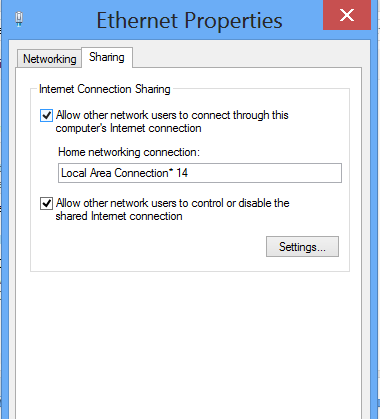 Ethernet Properties
Networking
Sharing
Internet Connection Sharing
Allow other network users to connect through this
computer's Internet connection
Home networking connection:
Local Area Connection* 14
Allow other network users to control or disable the
shared Internet connection
Settings...